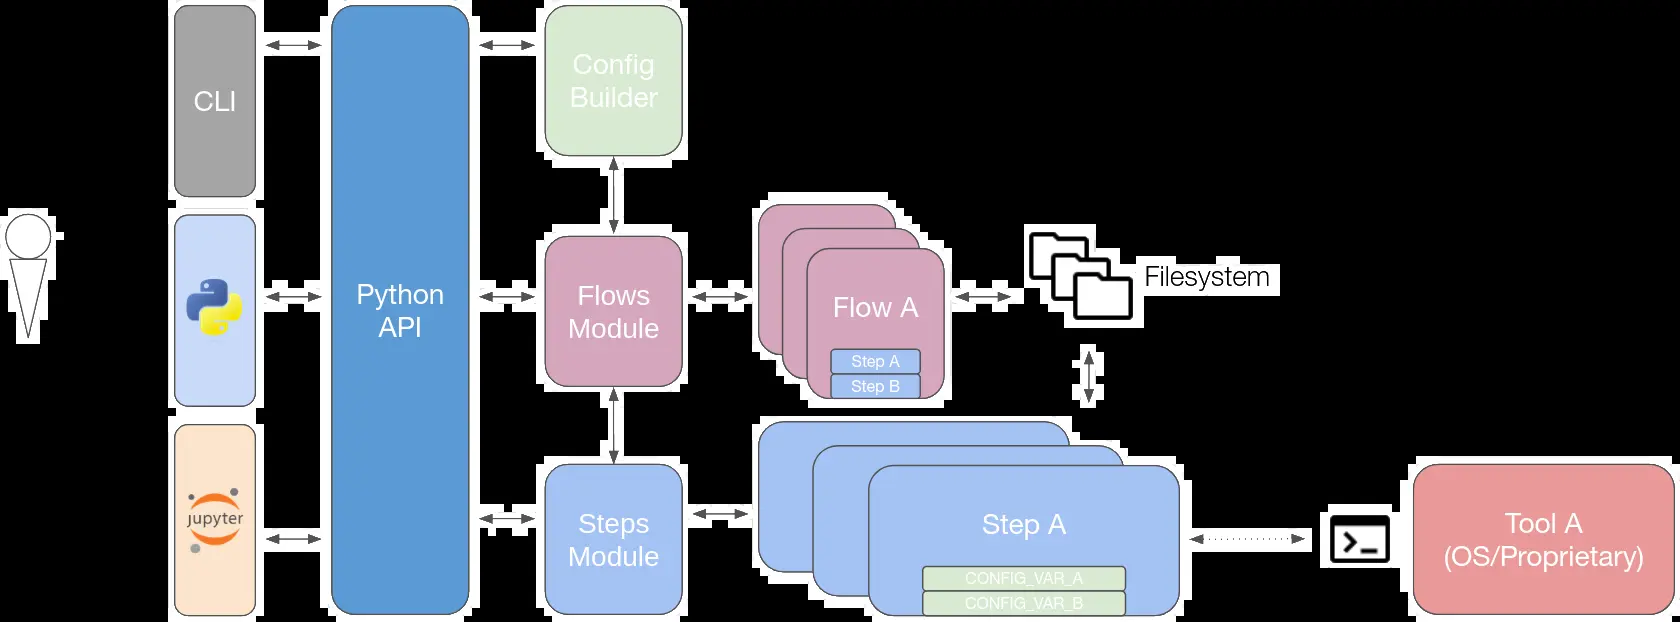 CLI
jupyter
Python
API
Config
Builder
Flows
Module
Steps
Module
Flow A
Step A
Step B
Filesystem
Step A
CONFIG_VAR_A
CONFIG_VAR_B
>_
Tool A
(OS/Proprietary)